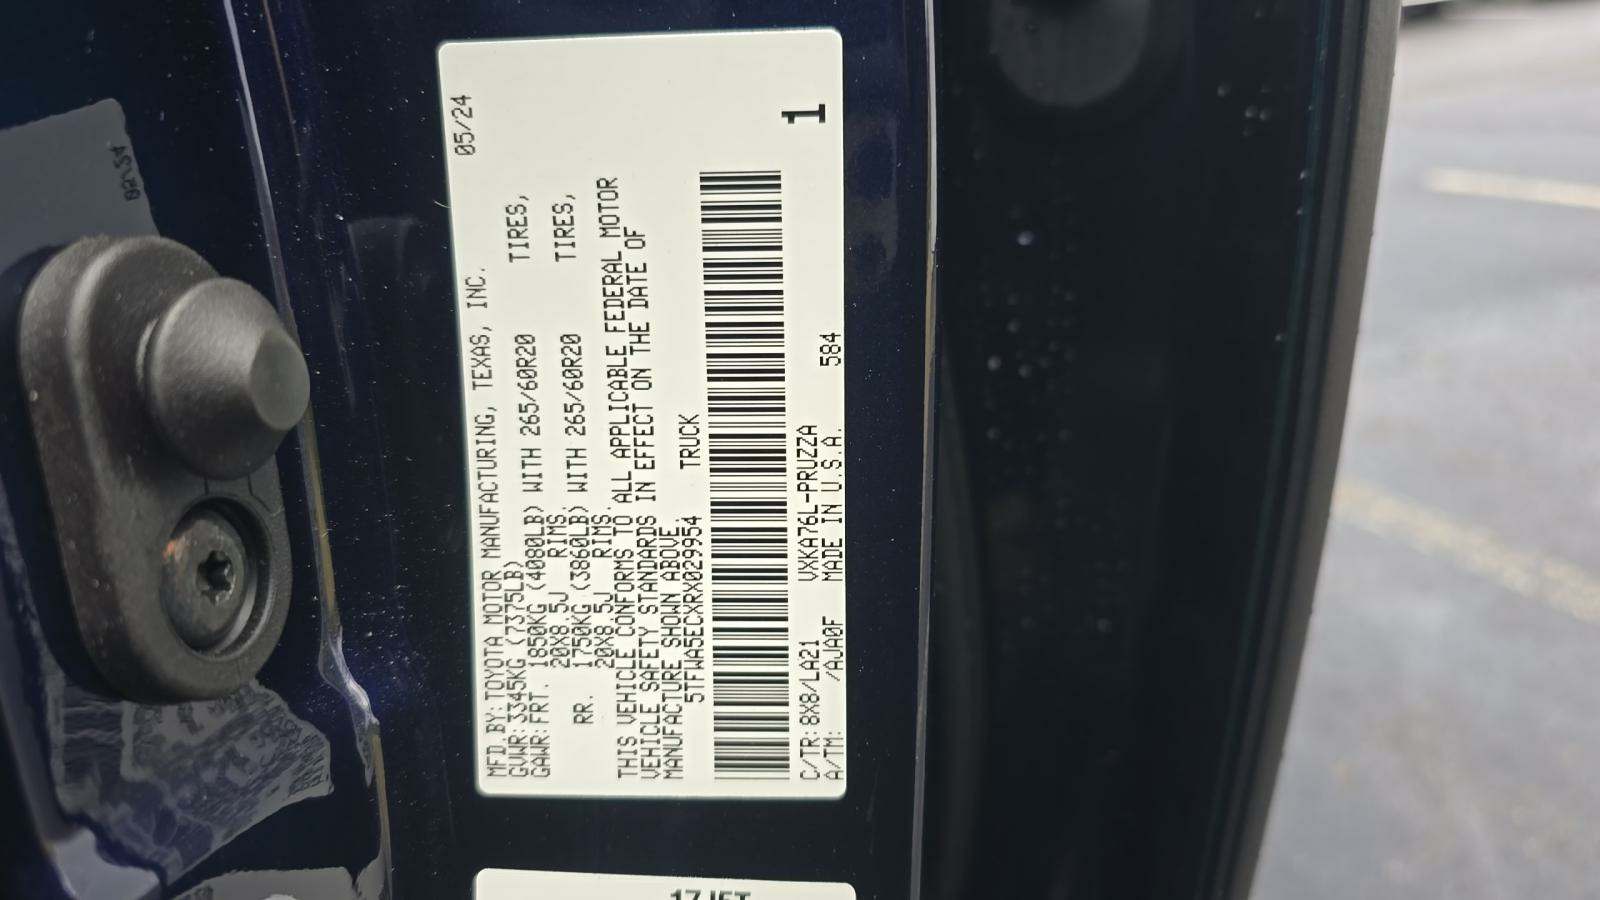 05/24
MFD.BY:TOYOTA MOTOR MANUFACTURING, TEXAS, INC.
GVWR:3345KG (7375LB)
GAWR:FRT. 1850KG (4080LB) WITH 265/60R20 TIRES,
20X8.5J RIMS
RR. 1750KG (3860LB) WITH 265/60R20 TIRES,
20X8.5J RIMS.
THIS VEHICLE CONFORMS TO ALL APPLICABLE FEDERAL MOTOR
VEHICLE SAFETY STANDARDS IN EFFECT ON THE DATE OF
MANUFACTURE SHOWN ABOVE.
5TFWA5ECXRX029954 TRUCK
1
C/TR:8X8/LA21 VXKA76L-PRUZZA
A/TM: /AJA0F MADE IN U.S.A. 584